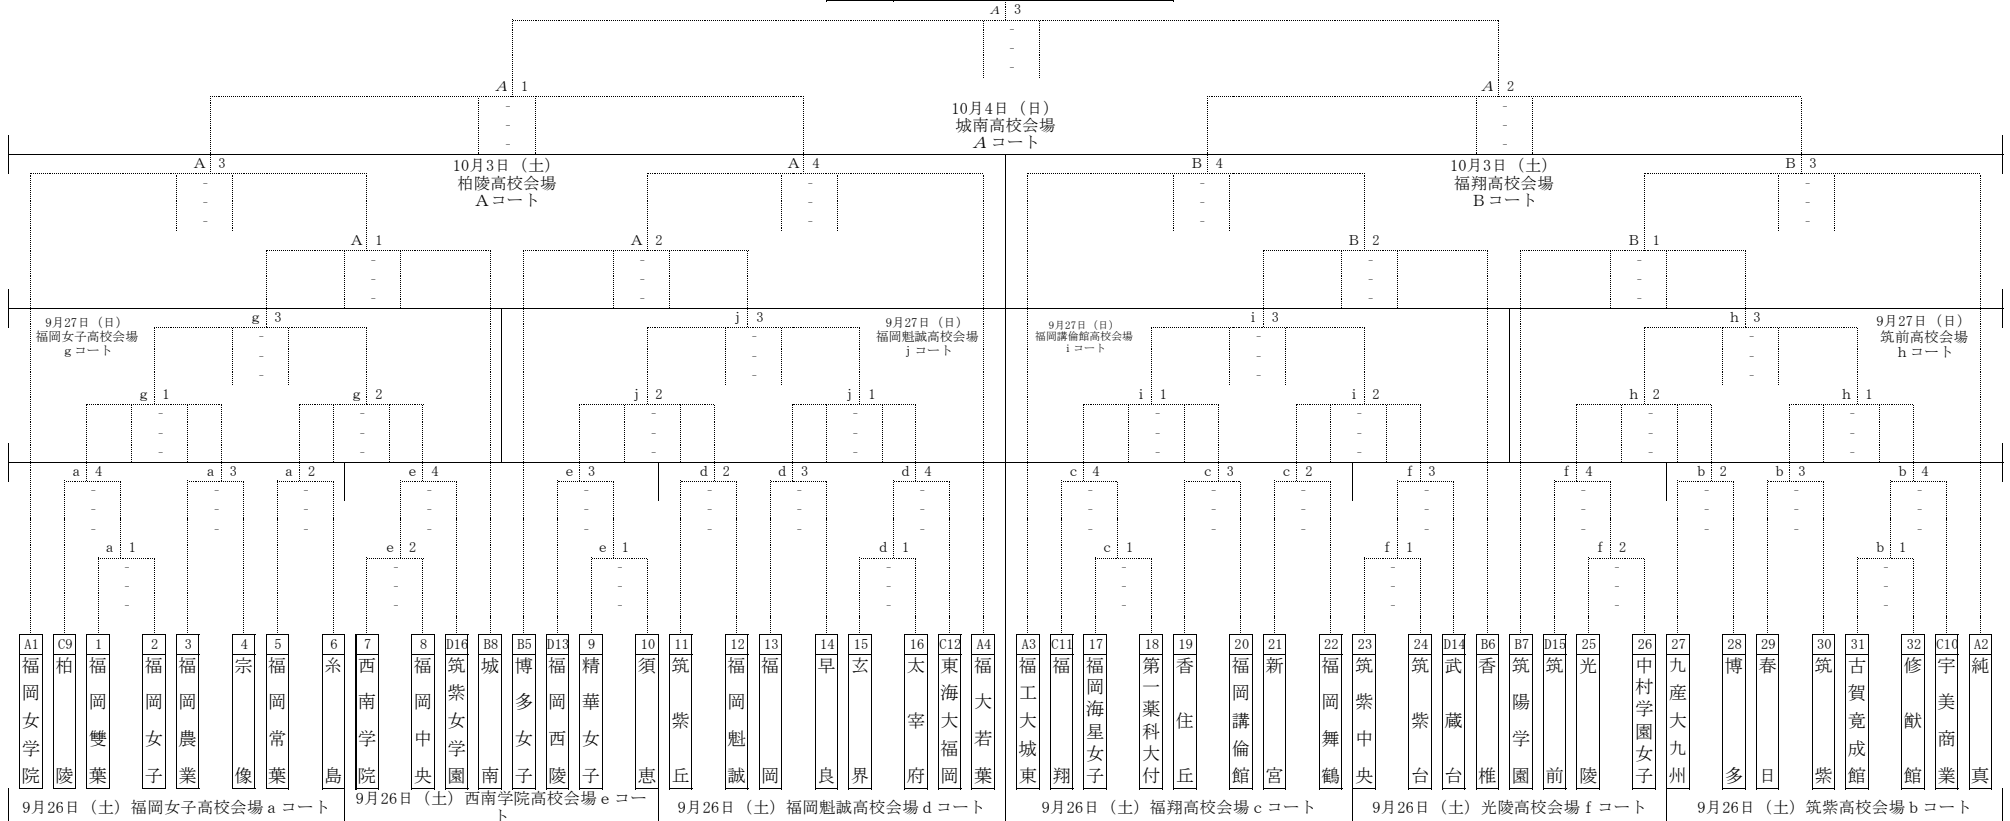 A 3
A 1
A 2
10月4日（日）
城南高校会場
Aコート
A 3
A 4
B 4
B 3
10月3日（土）
柏陵高校会場
Aコート
10月3日（土）
福翔高校会場
Bコート
A 1
A 2
B 2
B 1
g 3
j 3
i 3
h 3
9月27日（日）
福岡女子高校会場
gコート
9月27日（日）
福岡魁誠高校会場
jコート
9月27日（日）
福岡講倫館高校会場
iコート
9月27日（日）
筑前高校会場
hコート
g 1
g 2
j 2
j 1
i 1
i 2
h 2
h 1
a 4
a 3
a 2
e 4
e 3
d 2
d 3
d 4
c 4
c 3
c 2
f 3
f 4
b 2
b 3
b 4
a 1
e 2
e 1
d 1
c 1
f 1
f 2
b 1
A1 福岡女学院
C9 柏陵
1 福岡雙葉
2 福岡女子
3 福岡農業
4 宗像
5 福岡常葉
6 糸島
7 西南学院
8 福岡中央
D16 筑紫女学園
B8 城南
B5 博多女子
D13 福岡西陵
9 精華女子
10 須恵
11 筑紫丘
12 福岡魁誠
13 福岡
14 早良
15 玄界
16 太宰府
C12 東海大福岡
A4 福大若葉
A3 福工大城東
C11 福翔
17 福岡海星女子
18 第一薬科大付
19 香住丘
20 福岡講倫館
21 新宮
22 福岡舞鶴
23 筑紫中央
24 筑紫台
D14 武蔵台
B6 香椎
B7 筑陽学園
D15 筑前
25 光陵
26 中村学園女子
27 九産大九州
28 博多
29 春日
30 筑紫
31 古賀竟成館
32 修猷館
C10 宇美商業
A2 純真
9月26日（土）福岡女子高校会場aコート
9月26日（土）西南学院高校会場eコー
ト
9月26日（土）福岡魁誠高校会場dコート
9月26日（土）福翔高校会場cコート
9月26日（土）光陵高校会場fコート
9月26日（土）筑紫高校会場bコート